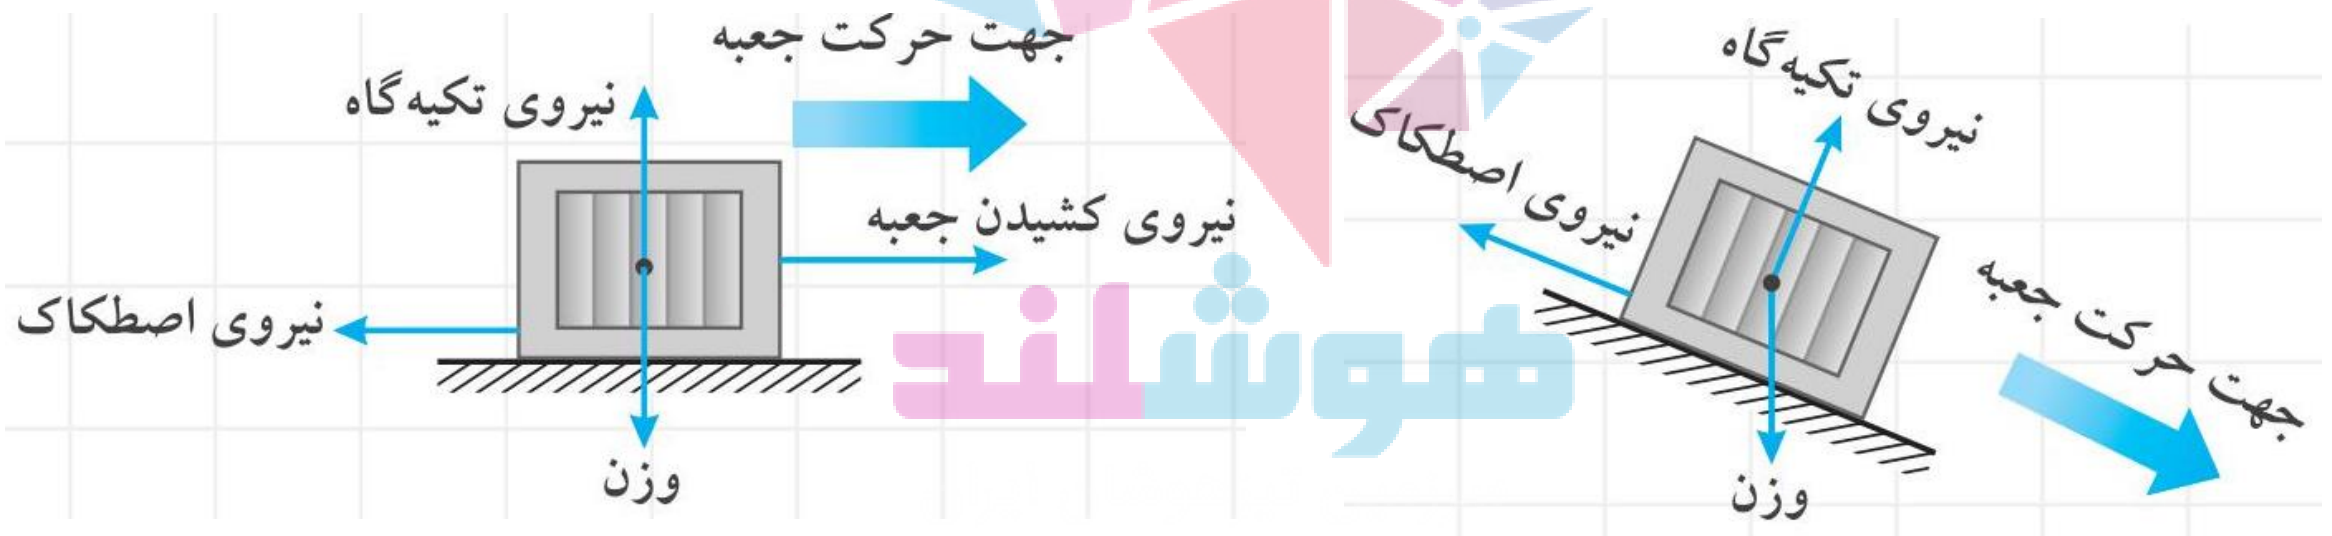 جهت حرکت جعبه
نیروی تکیه‌گاه
نیروی کشیدن جعبه
نیروی اصطکاک
وزن
نیروی تکیه‌گاه
نیروی اصطکاک
جهت حرکت جعبه
وزن
هوشلند